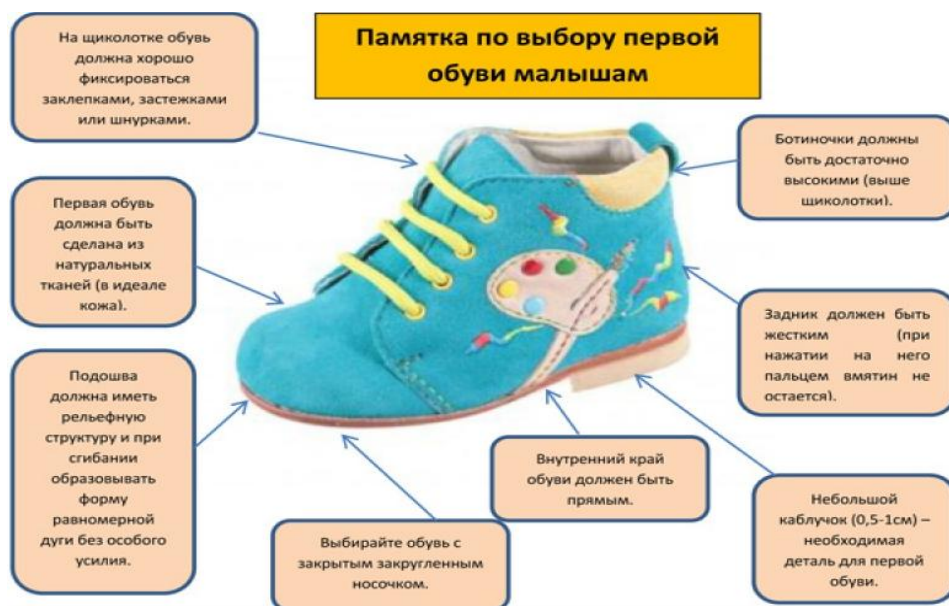 Памятка по выбору первой
обуви малышам
На щиколотке обувь
должна хорошо
фиксироваться
заклепками, застежками
или шнурками.
Первая обувь
должна быть
сделана из
натуральных
тканей (в идеале
кожа).
Подошва
должна иметь
рельефную
структуру и при
сгибании
образовывать
форму
равномерной
дуги без особого
усилия.
Выбирайте обувь с
закрытым закругленным
носочком.
Внутренний край
обуви должен быть
прямым.
Ботиночки должны
быть достаточно
высокими (выше
щиколотки).
Задник должен быть
жестким (при
нажатии на него
пальцем вмятин не
остается).
Небольшой
каблучок (0,5-1см) –
необходимая
деталь для первой
обуви.